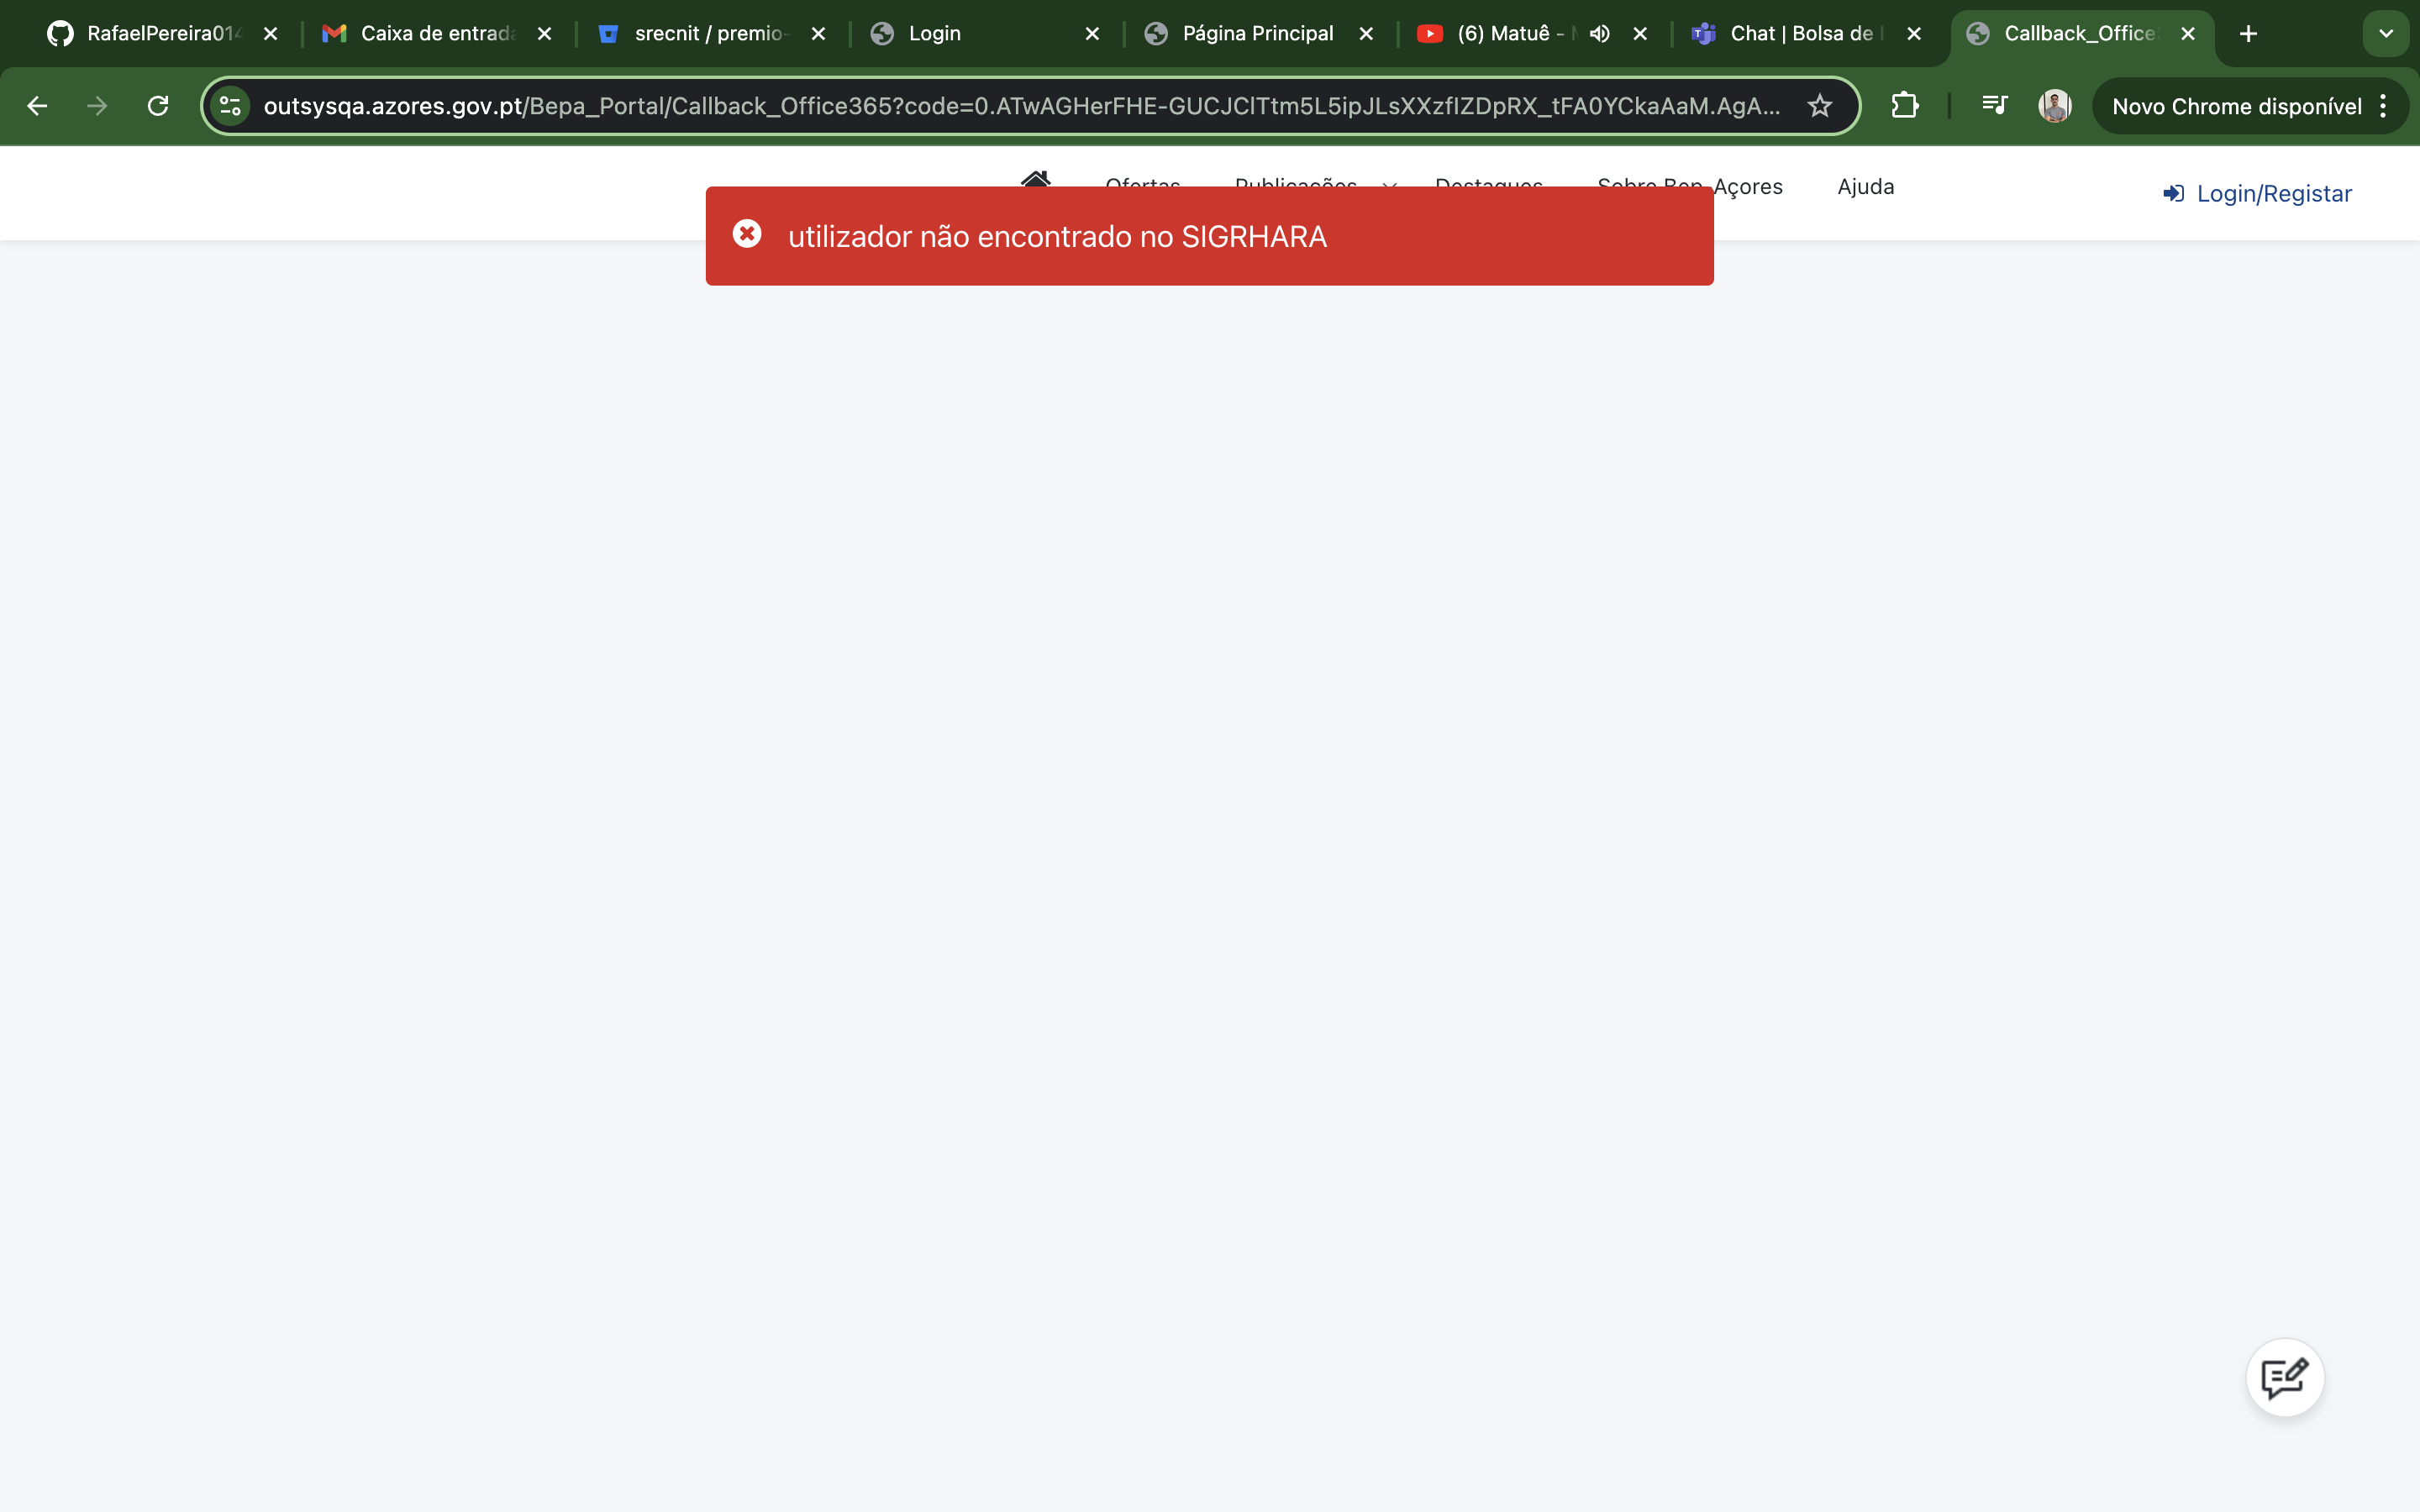 RafaelPereira014
Caixa de entrada
srecnit / premio-
Login
Página Principal
(6) Matuê -
Chat | Bolsa de
Callback_Office
outsysqa.azores.gov.pt/Bepa_Portal/Callback_Office365?code=0.ATwAGHerFHE-GUCJClTtm5L5ipJLsXXzfIZDpRX_tFA0YCkaAaM.AgA...
Novo Chrome disponível
Ofertas
Publicações
Destaques
Sobre Bep-Açores
Ajuda
Login/Registar
utilizador não encontrado no SIGRHARA